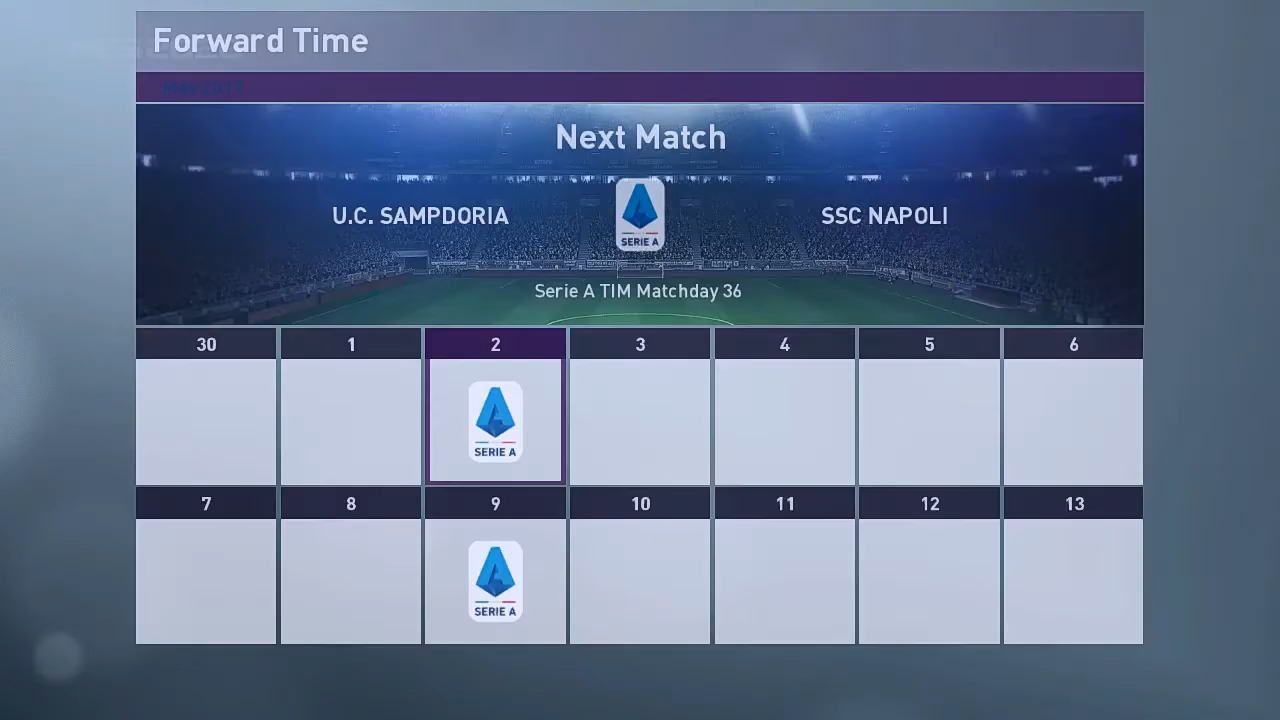 Forward Time
Next Match
U.C. SAMPDORIA
SERIE A
SSC NAPOLI
Serie A TIM Matchday 36
30 1 2 3 4 5 6
SERIE A
7 8 9 10 11 12 13
SERIE A